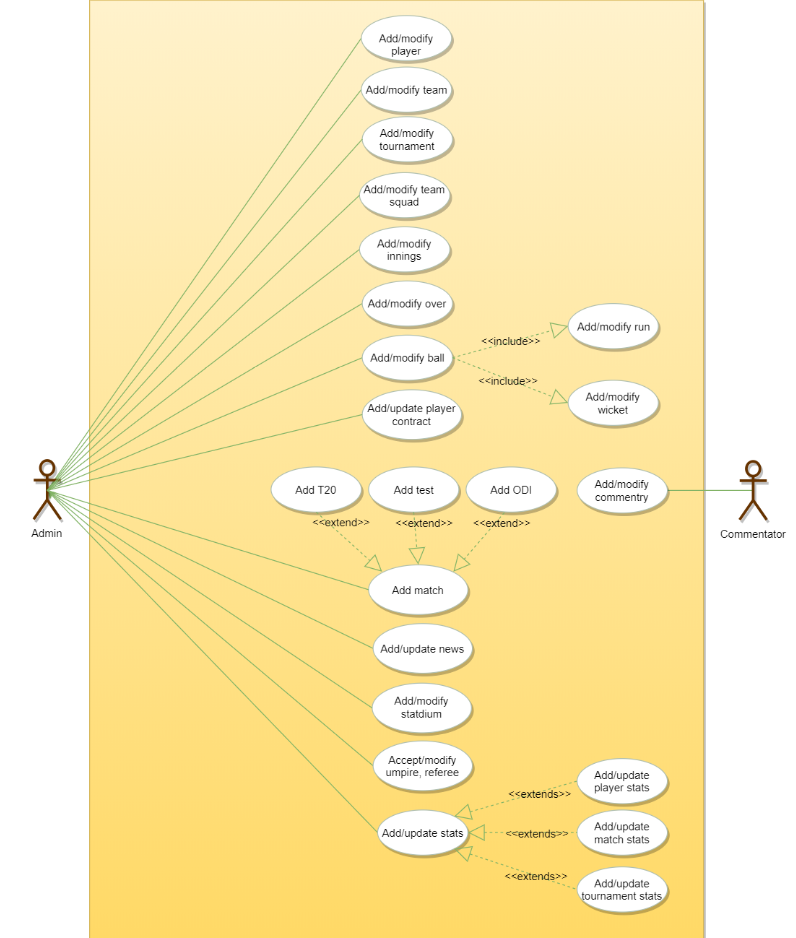 Add/modify
player
Add/modify team
Add/modify
tournament
Add/modify team
squad
Add/modify
innings
Add/modify over
Add/modify run
<<include>>
Add/modify ball
<<include>>
Add/modify
wicket
Add/update player
contract
Add T20
Add test
Add ODI
Add/modify
commentry
<<extend>>
<<extend>>
<<extend>>
Admin
Commentator
Add match
Add/update news
Add/modify
statdium
Accept/modify
umpire, referee
Add/update
player stats
<<extends>>
Add/update stats
<<extends>>
Add/update
match stats
<<extends>>
Add/update
tournament stats